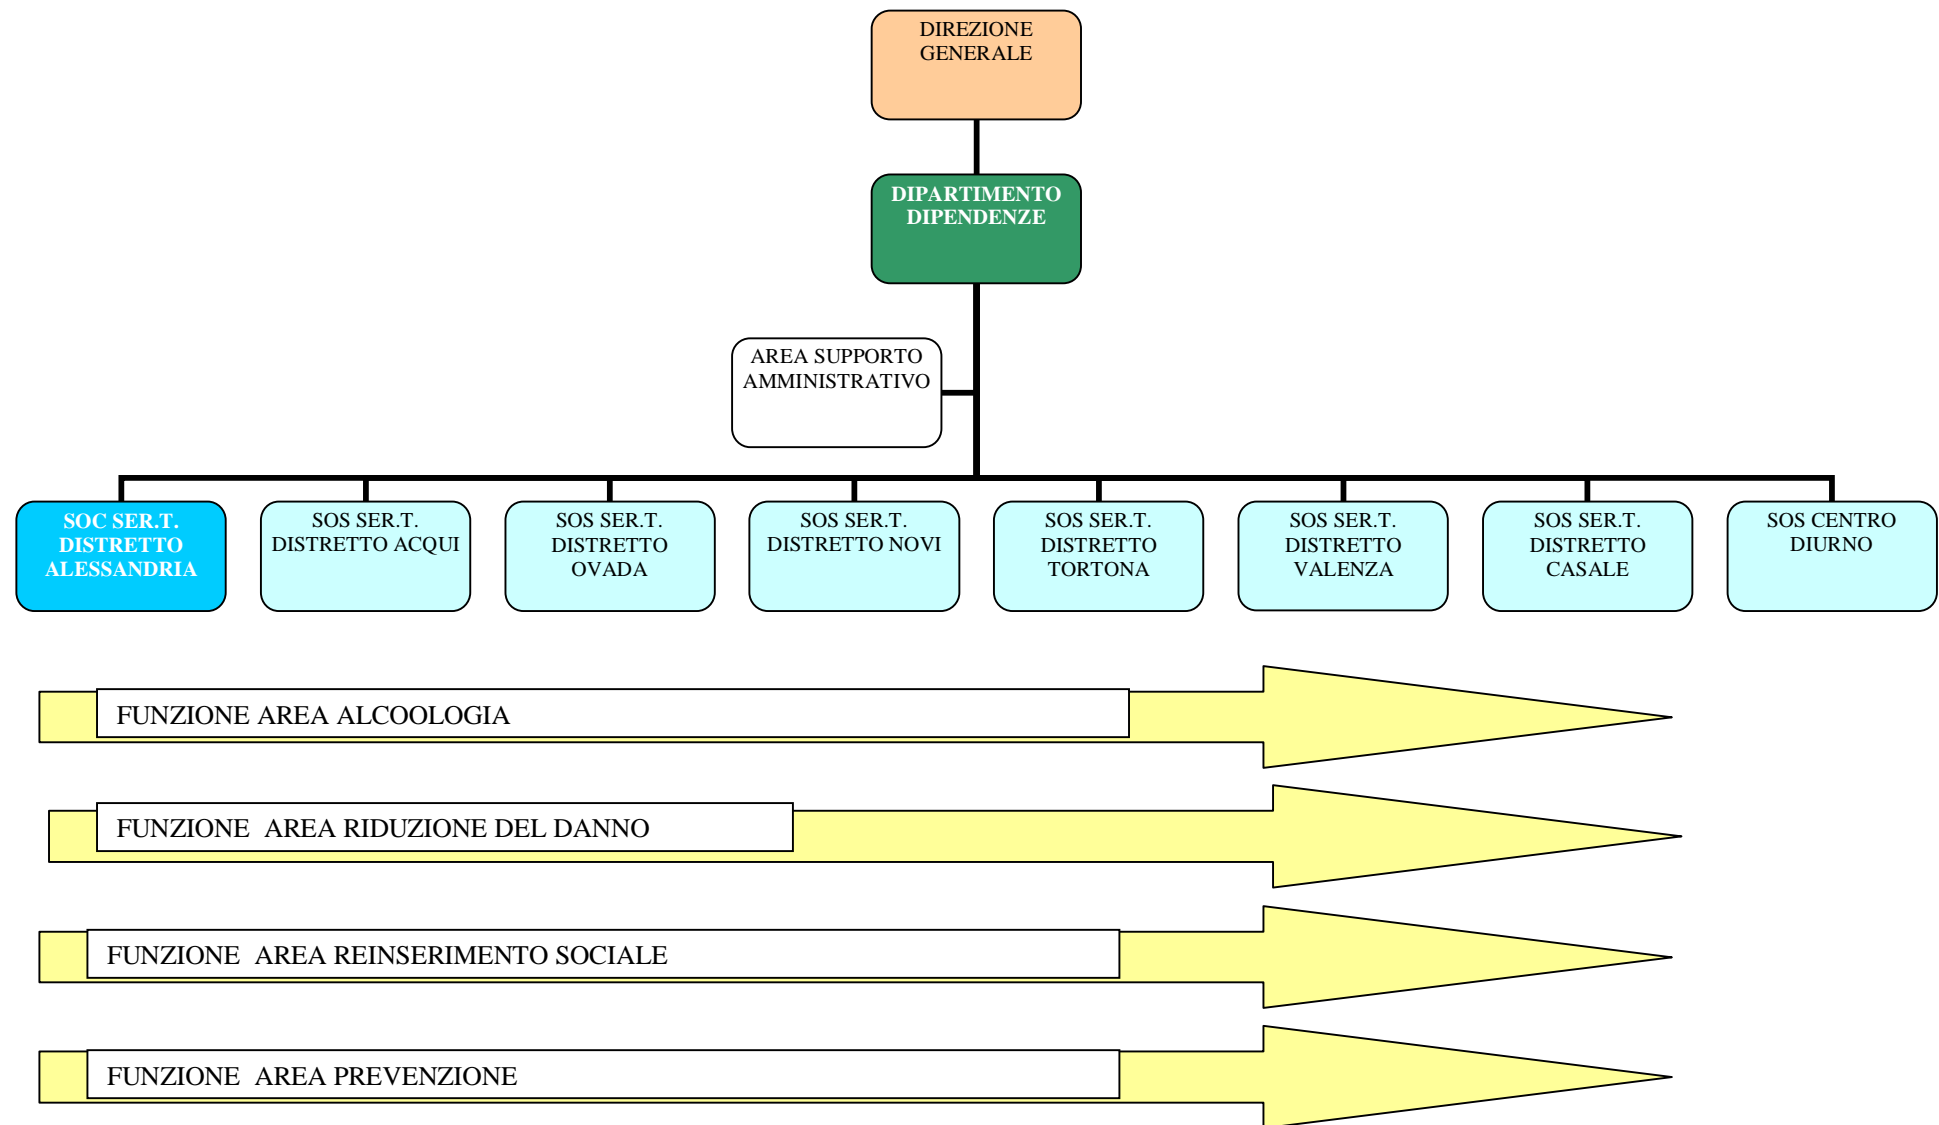 DIREZIONE
GENERALE
DIPARTIMENTO
DIPENDENZE
AREA SUPPORTO
AMMINISTRATIVO
SOC SER.T.
DISTRETTO
ALESSANDRIA
SOS SER.T.
DISTRETTO ACQUI
SOS SER.T.
DISTRETTO
OVADA
SOS SER.T.
DISTRETTO NOVI
SOS SER.T.
DISTRETTO
TORTONA
SOS SER.T.
DISTRETTO
VALENZA
SOS SER.T.
DISTRETTO
CASALE
SOS CENTRO
DIURNO
FUNZIONE AREA ALCOOLOGIA
FUNZIONE  AREA RIDUZIONE DEL DANNO
FUNZIONE  AREA REINSERIMENTO SOCIALE
FUNZIONE  AREA PREVENZIONE